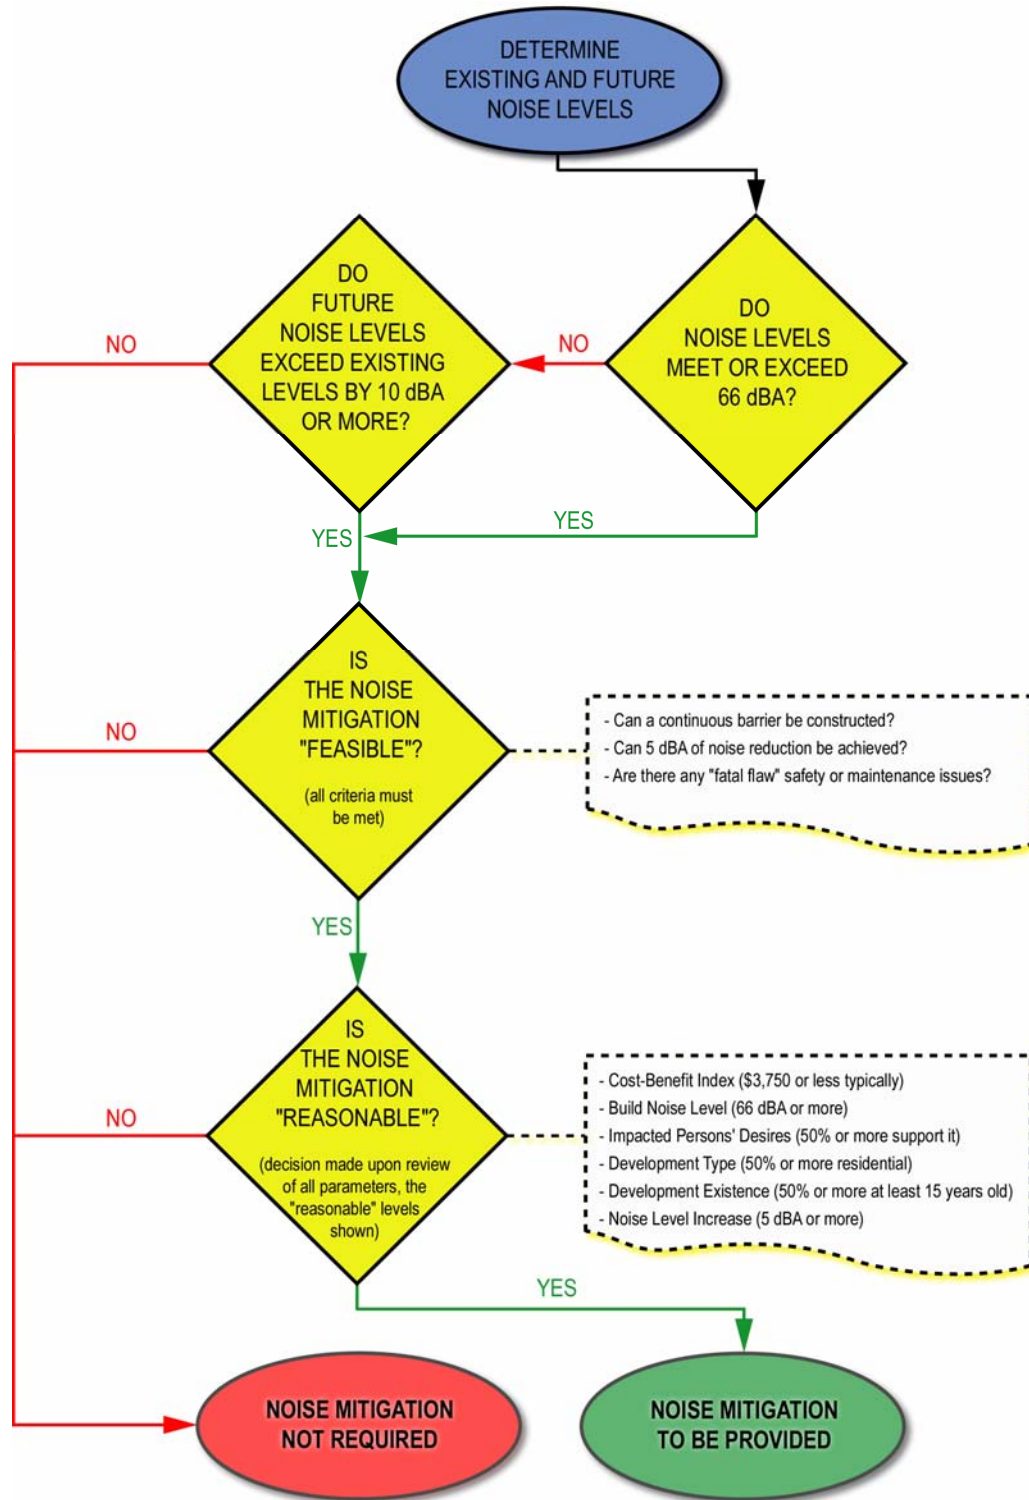 DETERMINE
EXISTING AND FUTURE
NOISE LEVELS
DO
NOISE LEVELS
MEET OR EXCEED
66 dBA?
NO
DO
FUTURE
NOISE LEVELS
EXCEED EXISTING
LEVELS BY 10 dBA
OR MORE?
NO
YES
YES
IS
THE NOISE
MITIGATION
"FEASIBLE"?
(all criteria must
be met)
NO
- Can a continuous barrier be constructed?
- Can 5 dBA of noise reduction be achieved?
- Are there any "fatal flaw" safety or maintenance issues?
YES
IS
THE NOISE
MITIGATION
"REASONABLE"?
(decision made upon review
of all parameters, the
"reasonable" levels
shown)
NO
- Cost-Benefit Index ($3,750 or less typically)
- Build Noise Level (66 dBA or more)
- Impacted Persons' Desires (50% or more support it)
- Development Type (50% or more residential)
- Development Existence (50% or more at least 15 years old)
- Noise Level Increase (5 dBA or more)
YES
NOISE MITIGATION
NOT REQUIRED
NOISE MITIGATION
TO BE PROVIDED